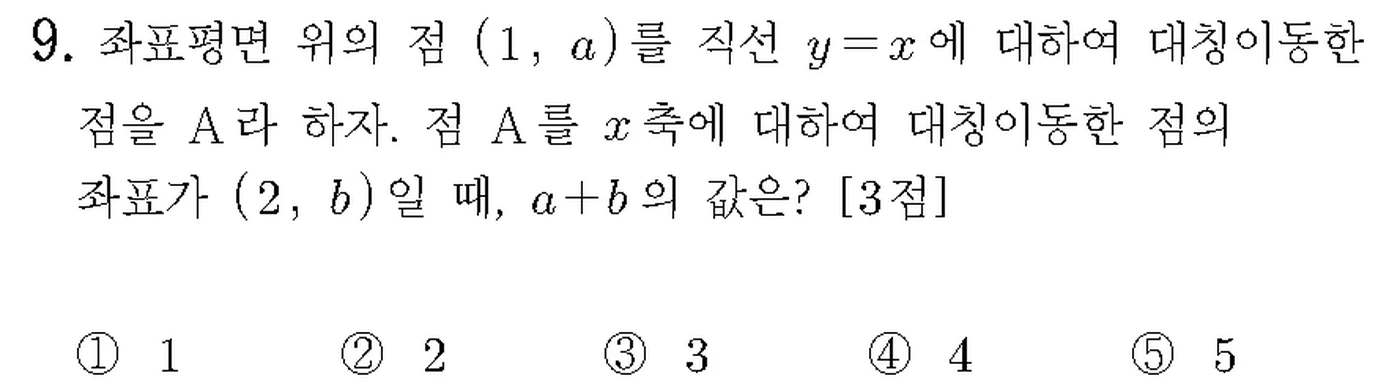 9. 좌표평면 위의 점 (1, a)를 직선 y=x에 대하여 대칭이동한
점을 A라 하자. 점 A를 x축에 대하여 대칭이동한 점의
좌표가 (2, b)일 때, a+b의 값은? [3점]
① 1 ② 2 ③ 3 ④ 4 ⑤ 5